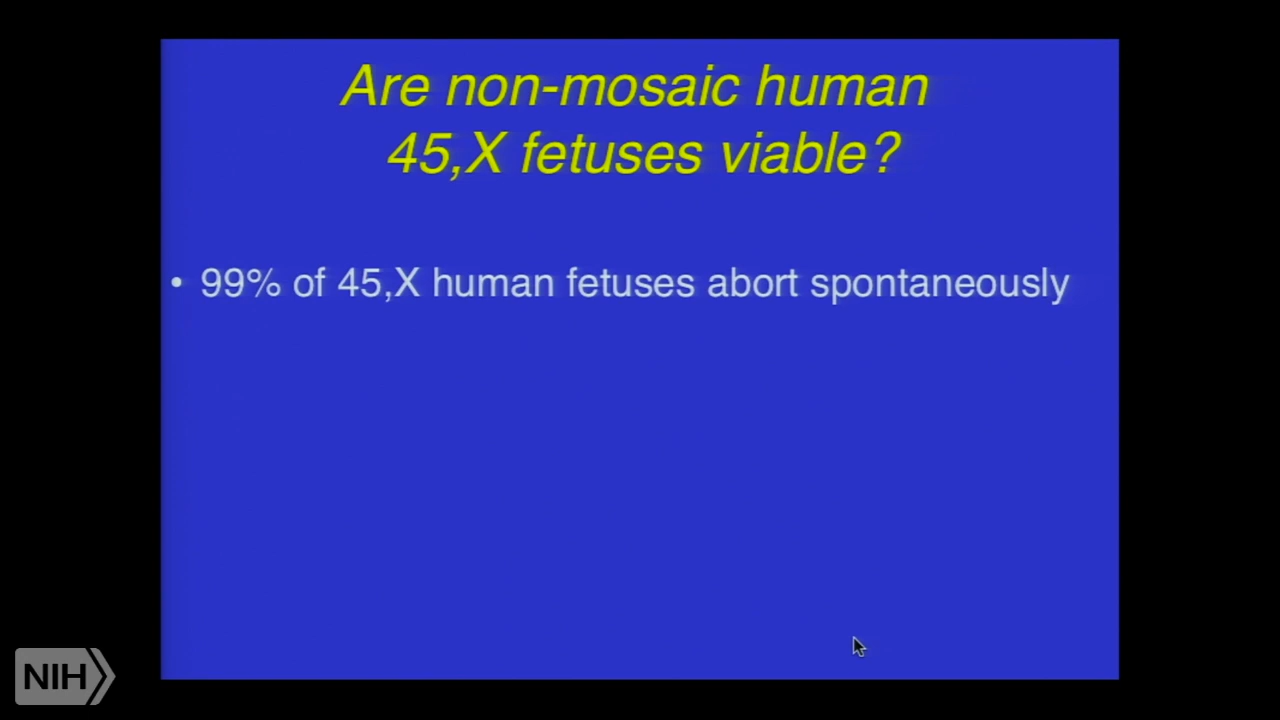 Are non-mosaic human
45,X fetuses viable?
• 99% of 45,X human fetuses abort spontaneously
NIH